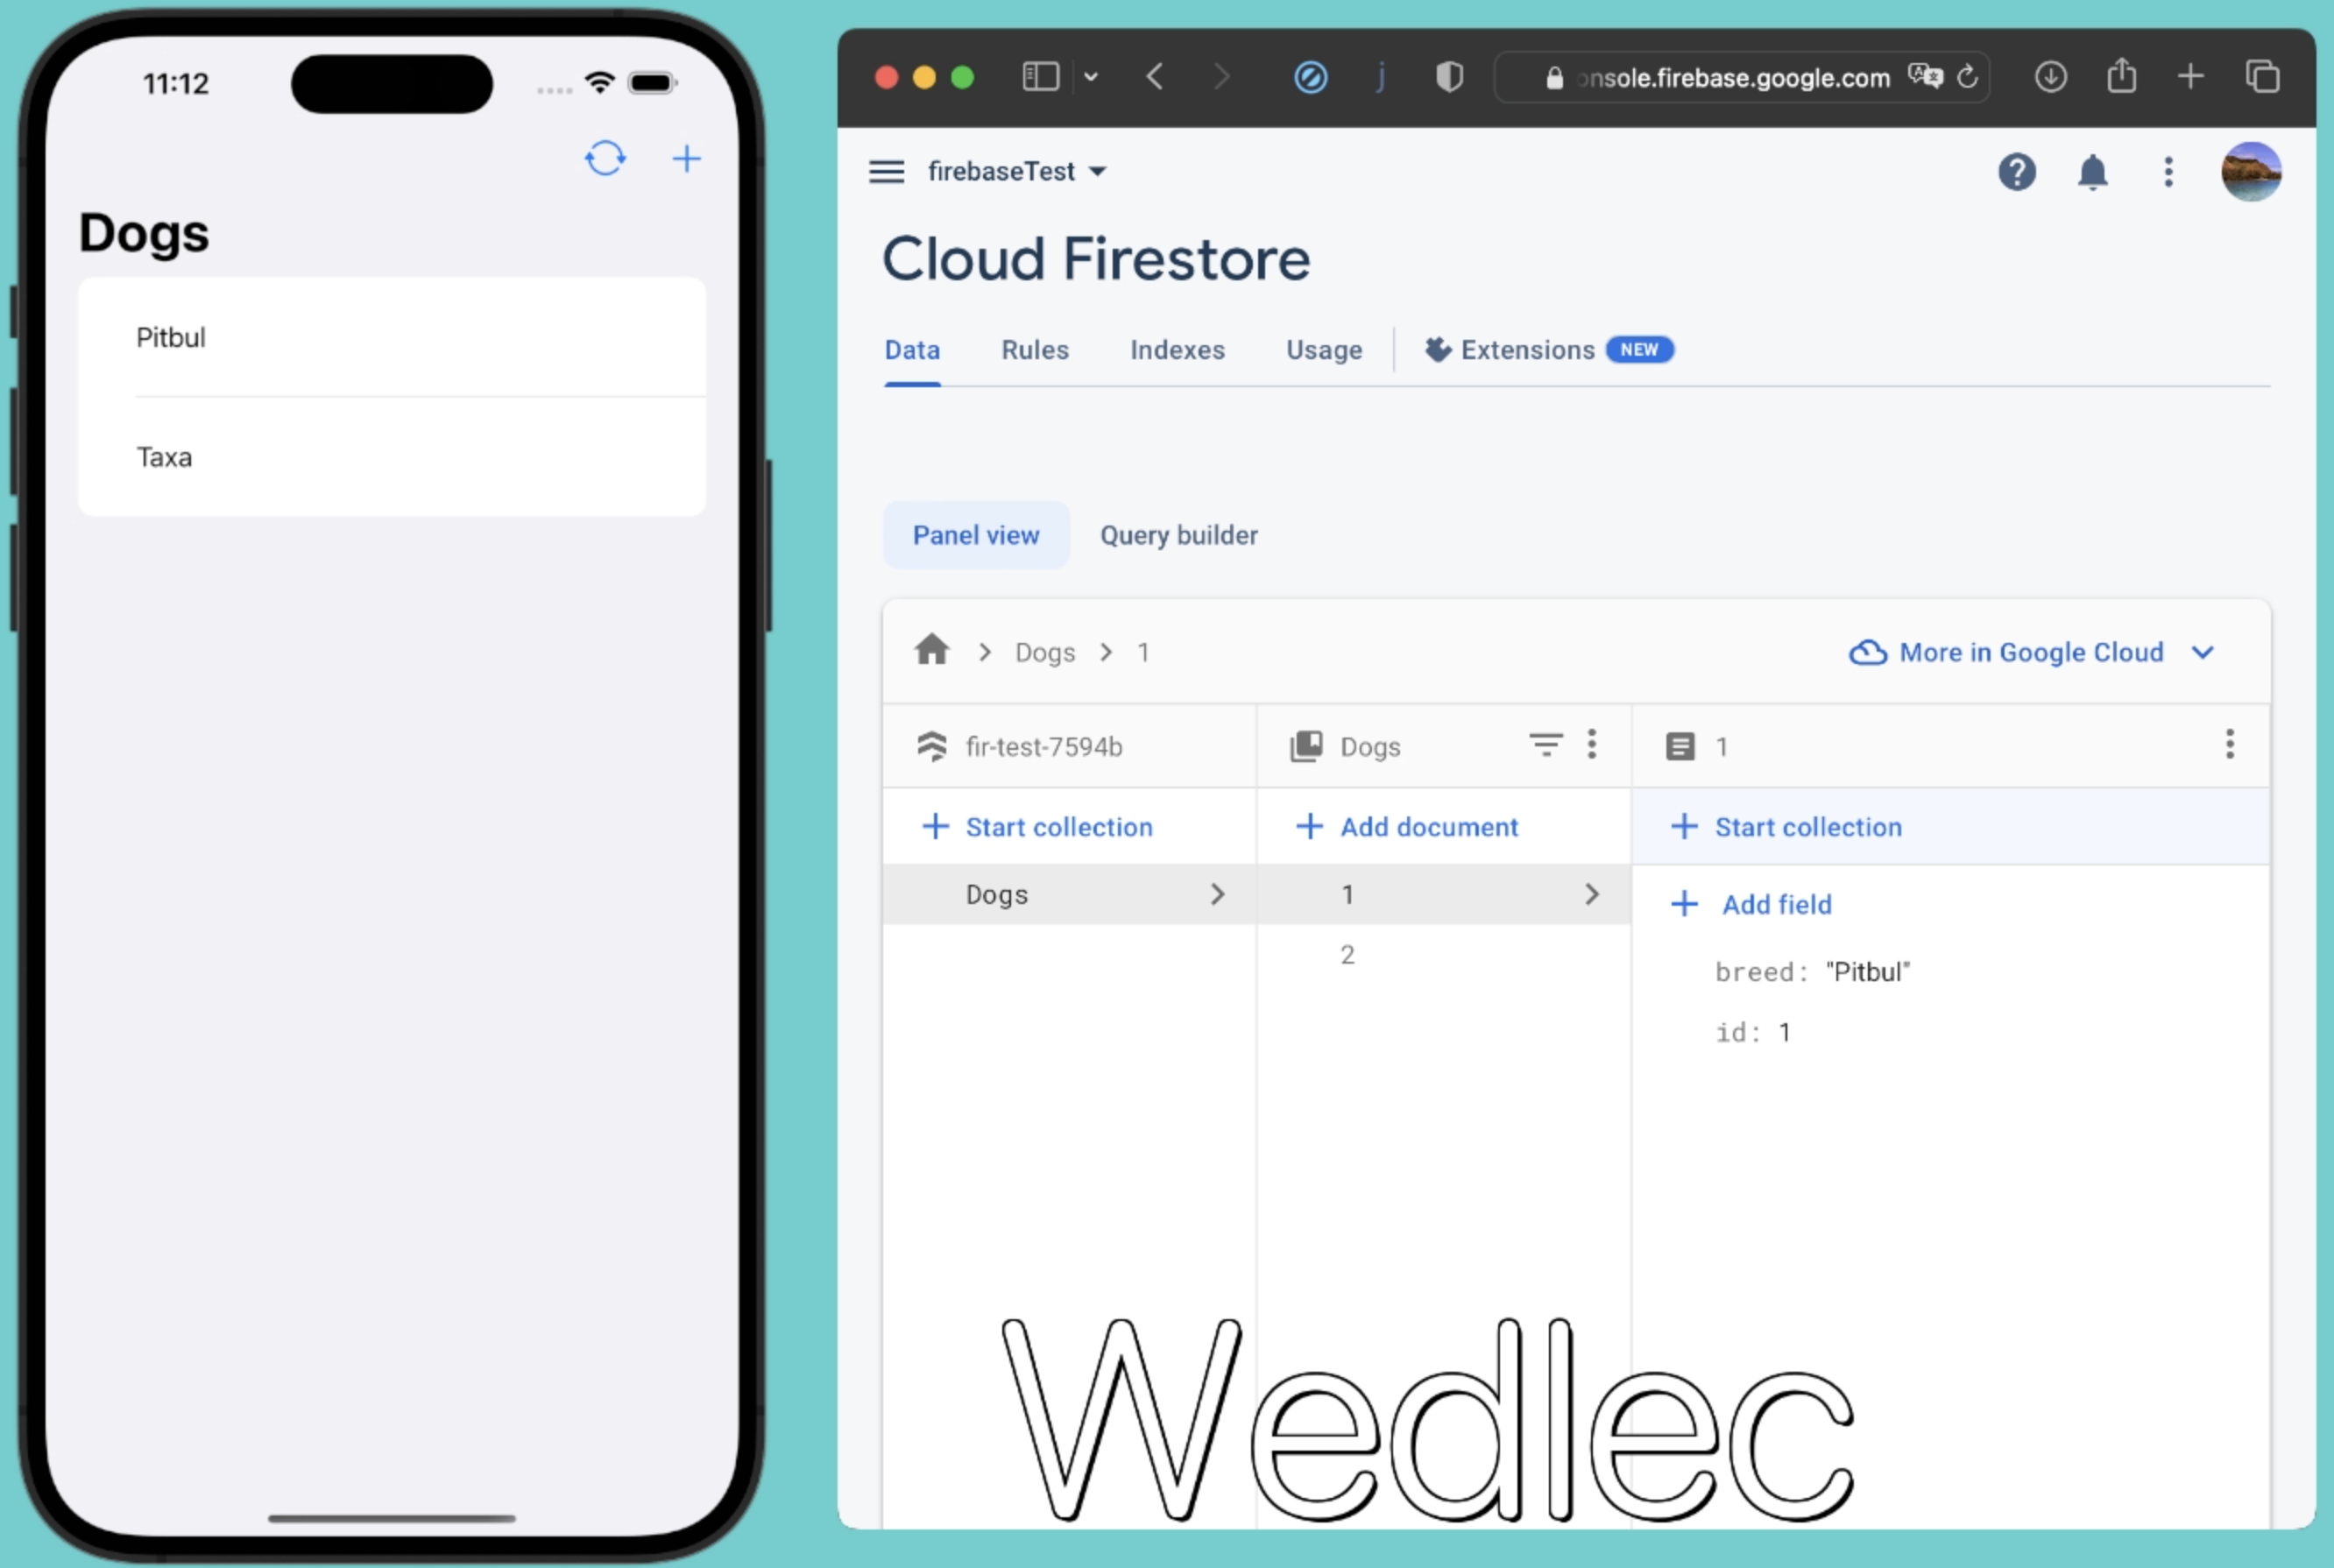 11:12
Dogs
Pitbul
Taxa
onsole.firebase.google.com
firebaseTest
Cloud Firestore
Data Rules Indexes Usage Extensions NEW
Panel view Query builder
Dogs 1 More in Google Cloud
fir-test-7594b Dogs 1
Start collection Add document Start collection
Dogs 1 Add field
2 breed: "Pitbul"
id: 1
Wedlec